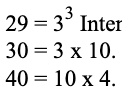 29 = 3³ Inter
30 = 3 x 10.
40 = 10 x 4.